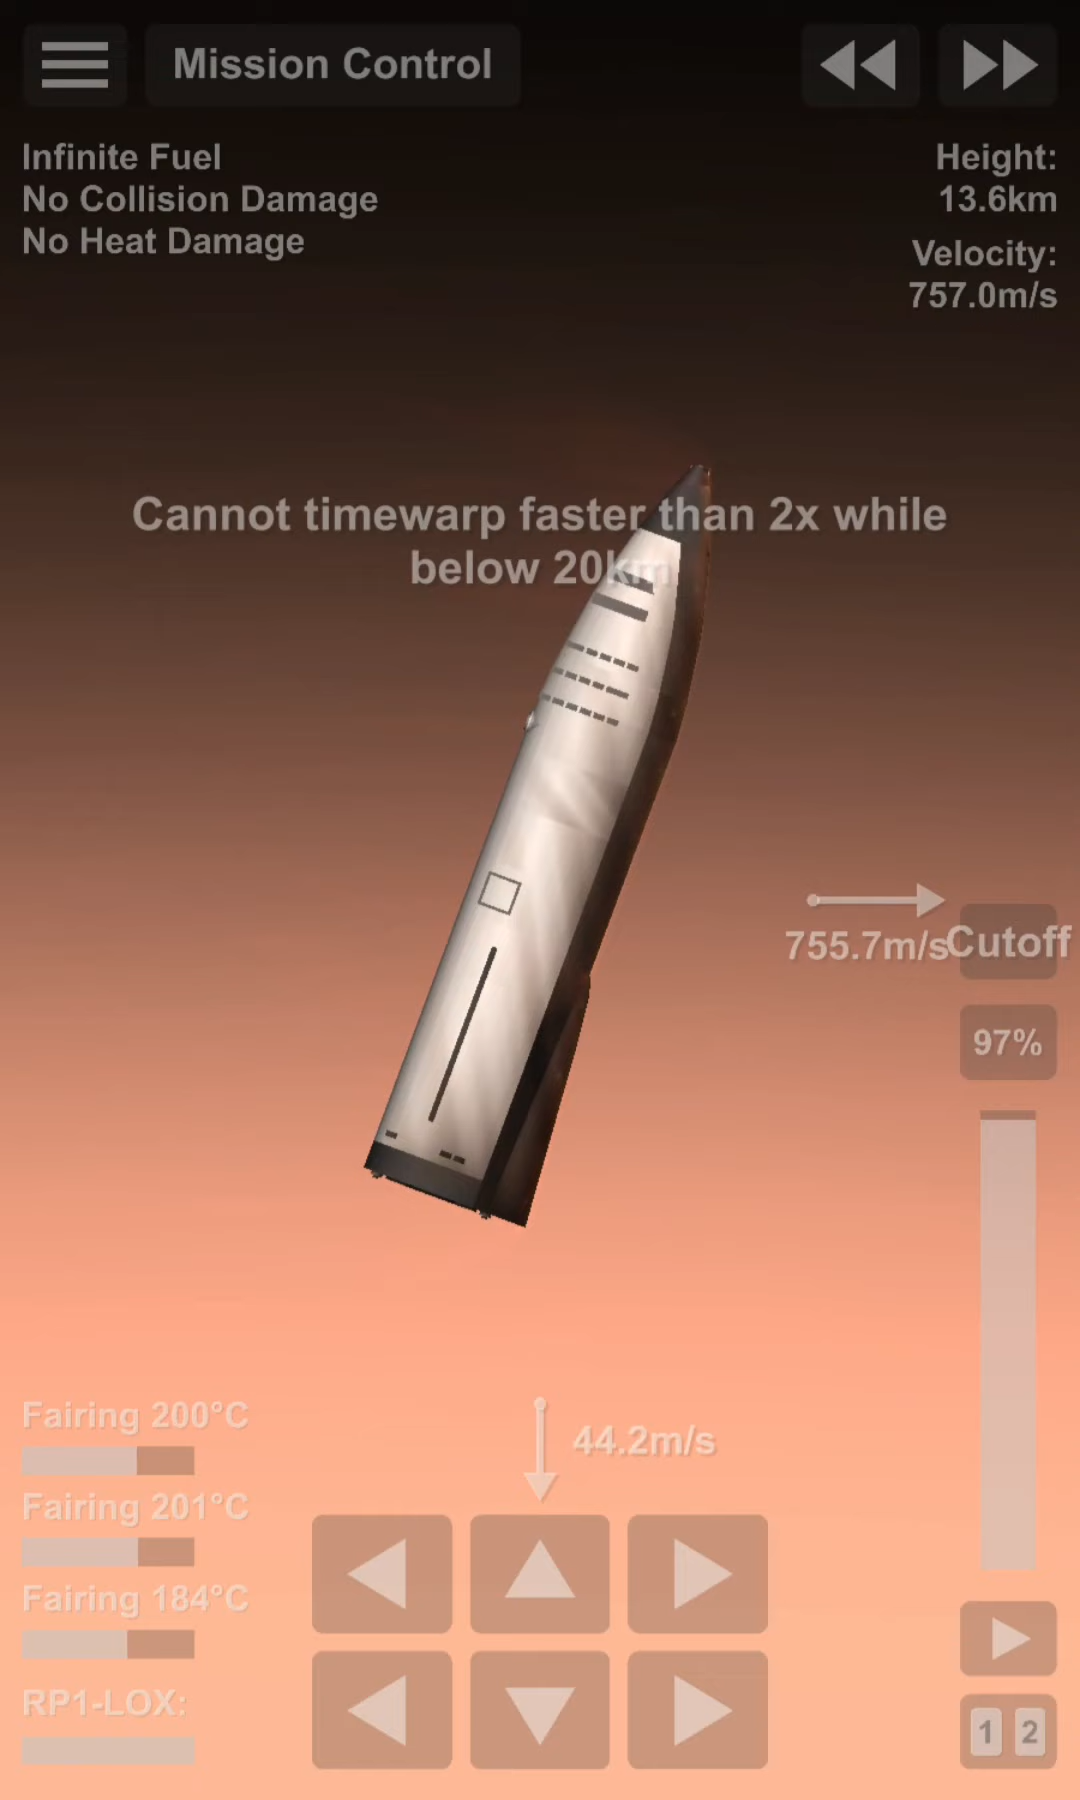 Mission Control
Infinite Fuel
No Collision Damage
No Heat Damage
Height:
13.6km
Velocity:
757.0m/s
Cannot timewarp faster than 2x while
below 20km
755.7m/s
Cutoff
97%
44.2m/s
Fairing 200°C
Fairing 201°C
Fairing 184°C
RP1-LOX:
1 2